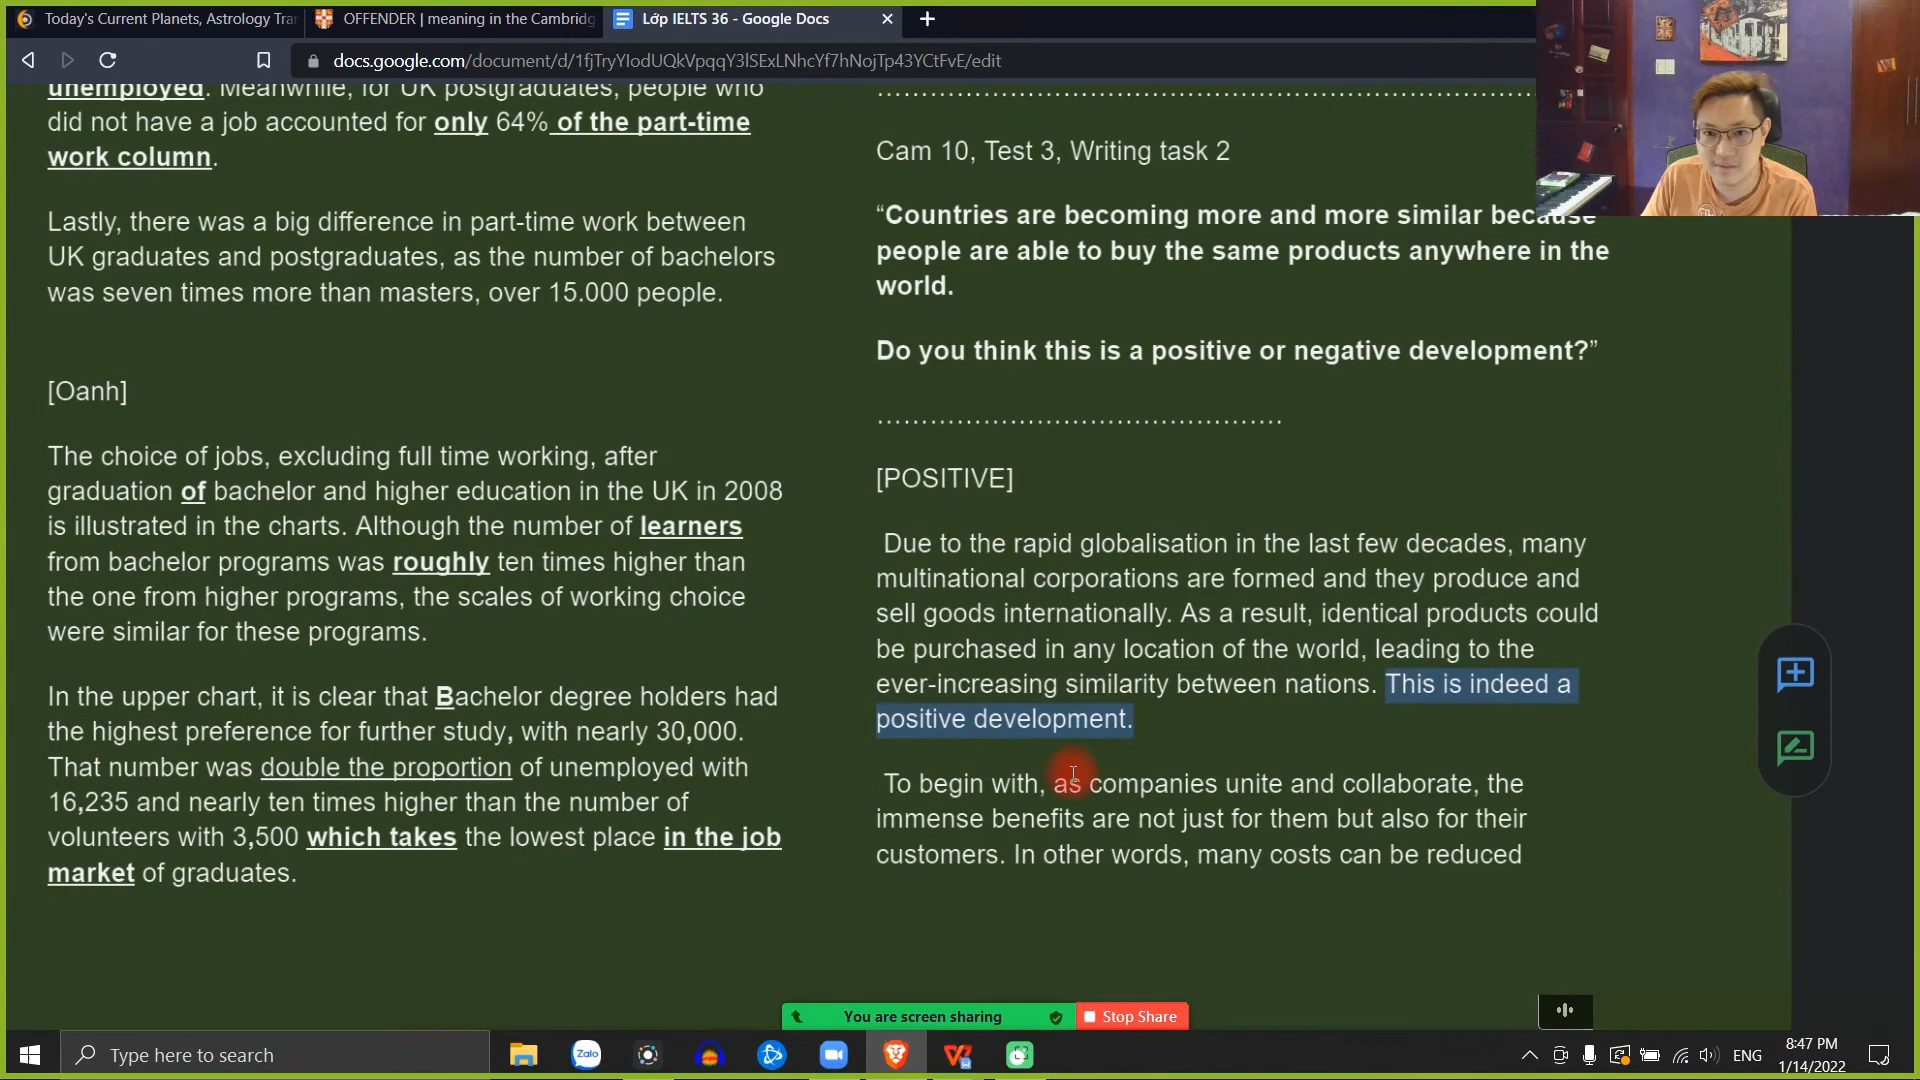 Today's Current Planets, Astrology Tra
OFFENDER | meaning in the Cambridg
Lớp IELTS 36 - Google Docs
docs.google.com/document/d/1fjTryYIodUQkVpqqY3lSExLNhcYf7hNojTp43YCtFvE/edit
unemployed. Meanwhile, for UK postgraduates, people who
did not have a job accounted for only 64% of the part-time
work column.
Lastly, there was a big difference in part-time work between
UK graduates and postgraduates, as the number of bachelors
was seven times more than masters, over 15.000 people.
[Oanh]
The choice of jobs, excluding full time working, after
graduation of bachelor and higher education in the UK in 2008
is illustrated in the charts. Although the number of learners
from bachelor programs was roughly ten times higher than
the one from higher programs, the scales of working choice
were similar for these programs.
In the upper chart, it is clear that Bachelor degree holders had
the highest preference for further study, with nearly 30,000.
That number was double the proportion of unemployed with
16,235 and nearly ten times higher than the number of
volunteers with 3,500 which takes the lowest place in the job
market of graduates.
................................................................................
Cam 10, Test 3, Writing task 2
“Countries are becoming more and more similar because
people are able to buy the same products anywhere in the
world.
Do you think this is a positive or negative development?”
..............................................
[POSITIVE]
Due to the rapid globalisation in the last few decades, many
multinational corporations are formed and they produce and
sell goods internationally. As a result, identical products could
be purchased in any location of the world, leading to the
ever-increasing similarity between nations. This is indeed a
positive development.
To begin with, as companies unite and collaborate, the
immense benefits are not just for them but also for their
customers. In other words, many costs can be reduced
You are screen sharing
Stop Share
Type here to search
Zalo
ENG
8:47 PM
1/14/2022